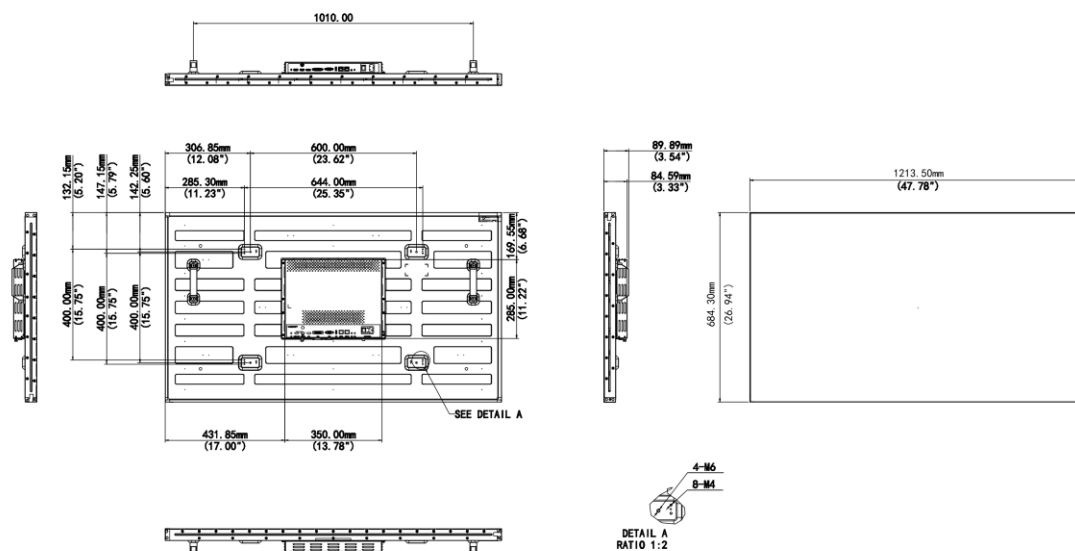 1010.00
306.85mm
(12.08")
600.00mm
(23.62")
285.30mm
(11.23")
644.00mm
(25.35")
132.15mm
(5.20")
147.15mm
(5.79")
142.25mm
(5.60")
400.00mm
(15.75")
400.00mm
(15.75")
400.00mm
(15.75")
169.55mm
(6.68")
285.00mm
(11.22")
431.85mm
(17.00")
350.00mm
(13.78")
SEE DETAIL A
89.89mm
(3.54")
84.59mm
(3.33")
1213.50mm
(47.78")
684.30mm
(26.94")
4-M6
8-M4
DETAIL A
RATIO 1:2